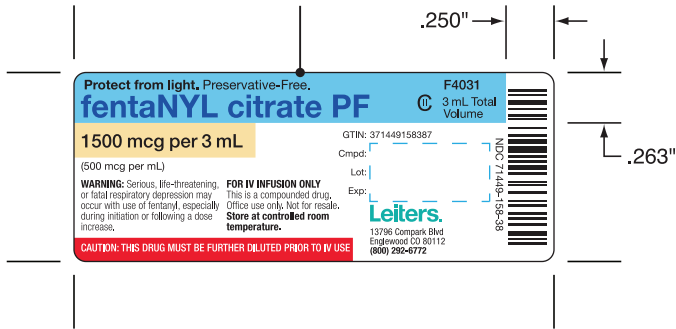 .250"
Protect from light. Preservative-Free.
F4031
fentaNYL citrate PF
CII
3 mL Total
Volume
1500 mcg per 3 mL
(500 mcg per mL)
WARNING: Serious, life-threatening,
or fatal respiratory depression may
occur with use of fentanyl, especially
during initiation or following a dose
increase.
FOR IV INFUSION ONLY
This is a compounded drug.
Office use only. Not for resale.
Store at controlled room
temperature.
CAUTION: THIS DRUG MUST BE FURTHER DILUTED PRIOR TO IV USE
GTIN: 371449158387
Cmpd:
Lot:
Exp:
Leiters.
13796 Compark Blvd
Englewood CO 80112
(800) 292-6772
NDC 71449-158-38
.263"